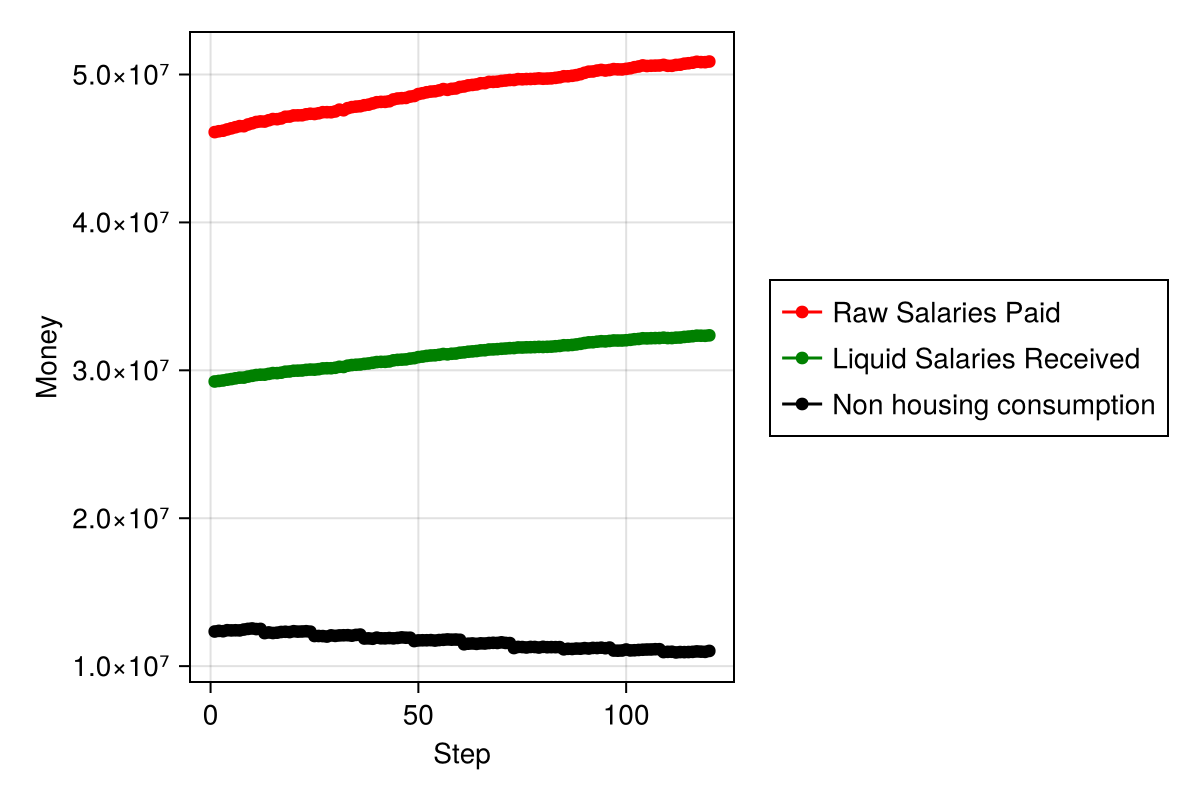 5.0×10⁷
4.0×10⁷
3.0×10⁷
2.0×10⁷
1.0×10⁷
Money
0 50 100
Step
Raw Salaries Paid
Liquid Salaries Received
Non housing consumption